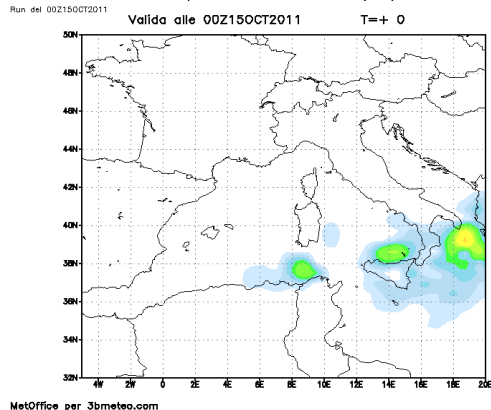 Run del 00Z15OCT2011
Valida alle 00Z15OCT2011 T=+ 0
50N
48N
46N
44N
42N
40N
38N
36N
34N
32N
4W 2W 0 2E 4E 6E 8E 10E 12E 14E 16E 18E 20E
MetOffice per 3bmeteo.com